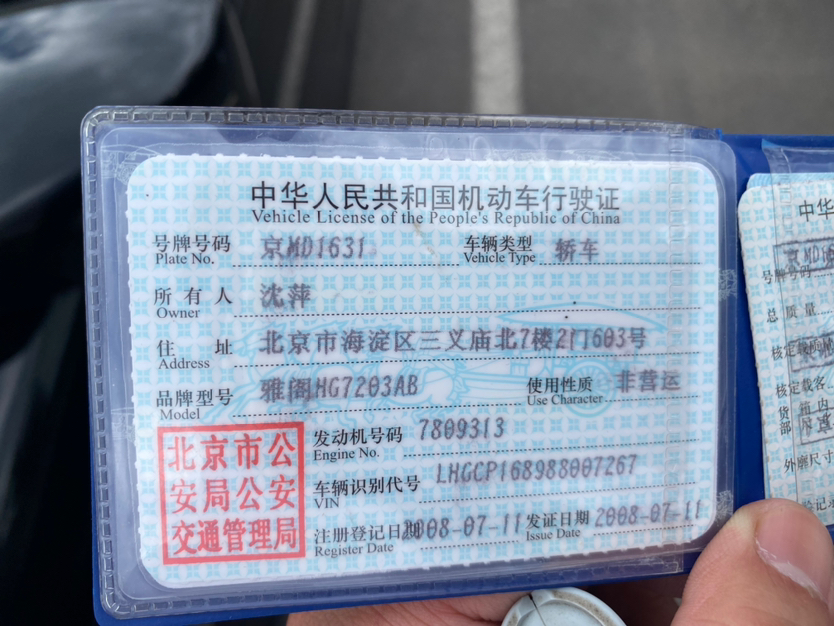 中华人民共和国机动车行驶证
Vehicle License of the People's Republic of China
号牌号码 京MD1631 车辆类型 轿车
Plate No. Vehicle Type
所有人 沈萍
Owner
住址 北京市海淀区三义庙北7楼2门603号
Address
品牌型号 雅阁HG7203AB 使用性质 非营运
Model Use Character
北京市公
安局公安
交通管理局
发动机号码 7809313
Engine No.
车辆识别代号 LHGCP168988007267
VIN
注册登记日期 2008-07-11 发证日期 2008-07-11
Register Date Issue Date
中华
号牌号码
总质量
核定载客
外廓尺寸